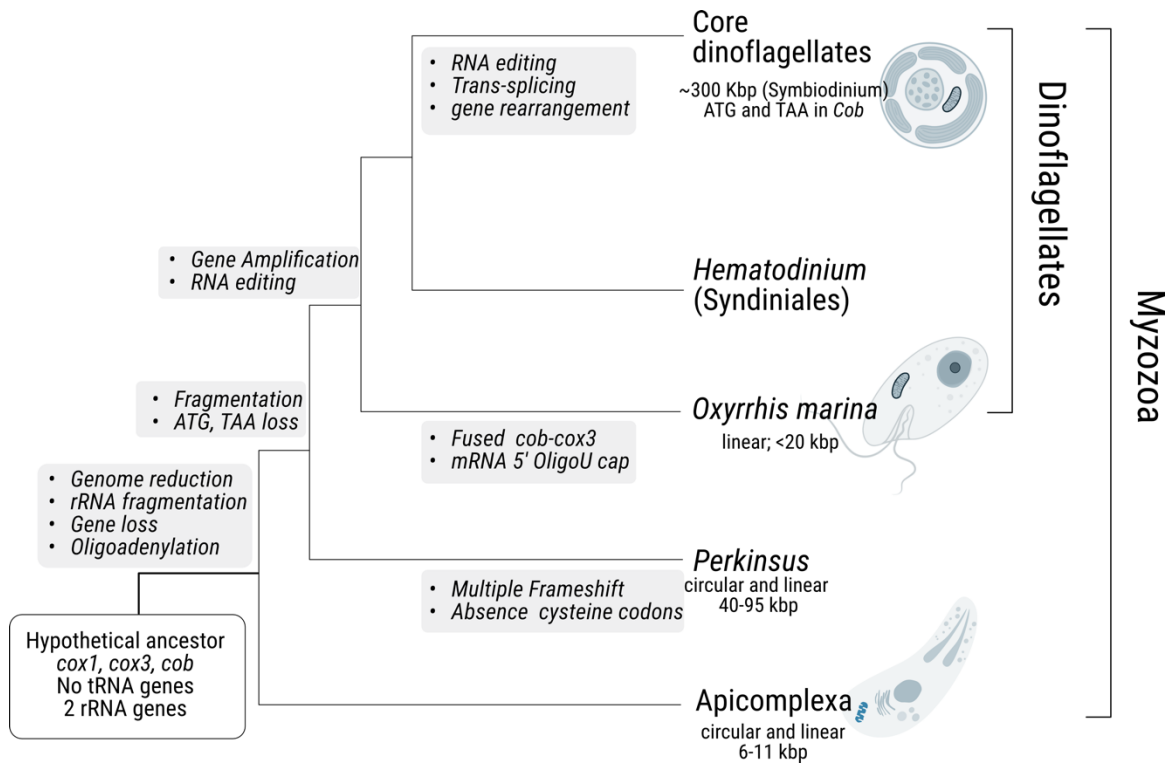 Core
dinoflagellates
~300 Kbp (Symbiodinium)
ATG and TAA in Cob
• RNA editing
• Trans-splicing
• gene rearrangement
Dinoflagellates
Myzozoa
• Gene Amplification
• RNA editing
Hematodinium
(Syndiniales)
• Fragmentation
• ATG, TAA loss
Oxyrrhis marina
linear; <20 kbp
• Fused cob-cox3
• mRNA 5' OligoU cap
• Genome reduction
• rRNA fragmentation
• Gene loss
• Oligoadenylation
Perkinsus
circular and linear
40-95 kbp
• Multiple Frameshift
• Absence cysteine codons
Hypothetical ancestor
cox1, cox3, cob
No tRNA genes
2 rRNA genes
Apicomplexa
circular and linear
6-11 kbp